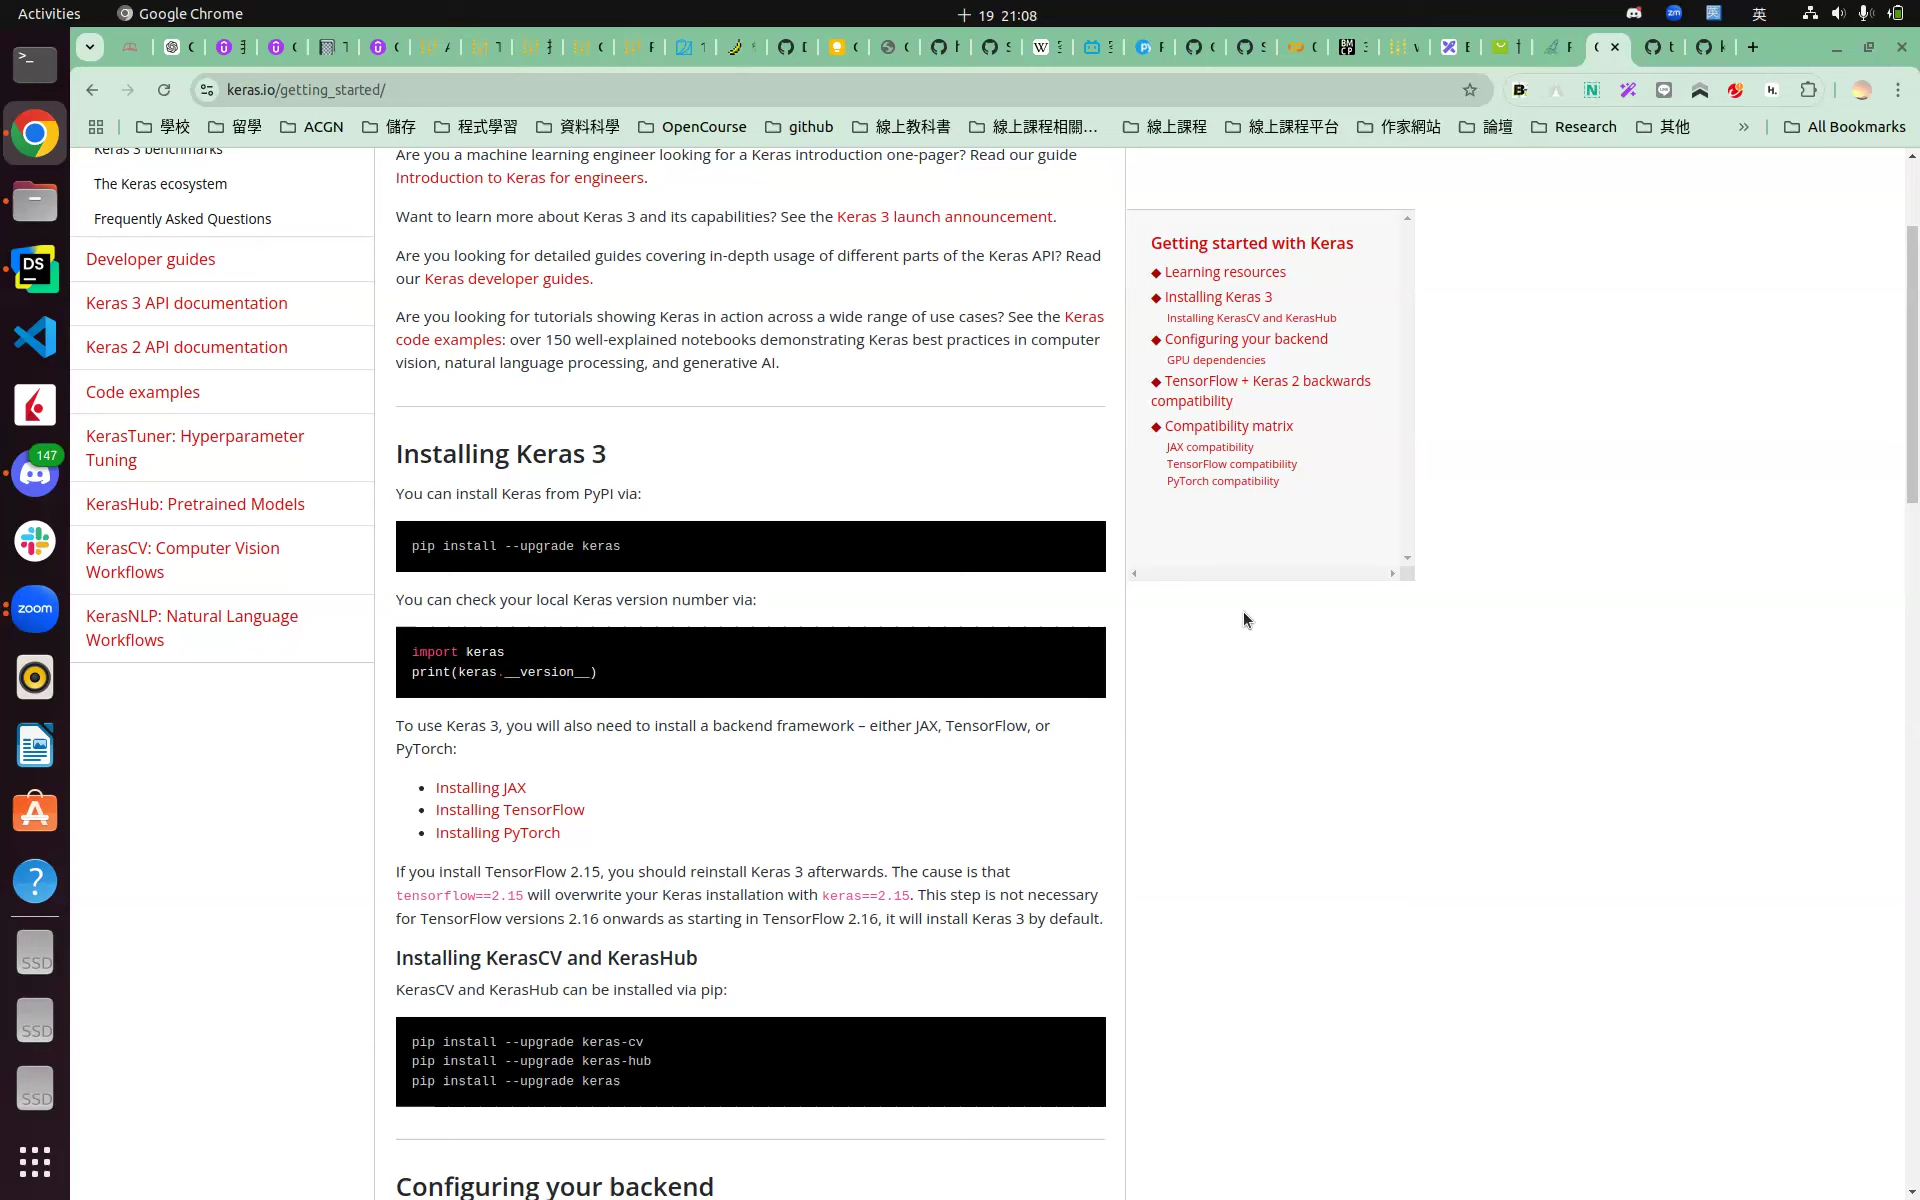 Activities
Google Chrome
19 21:08
zm
英
keras.io/getting_started/
學校
留學
ACGN
儲存
程式學習
資料科學
OpenCourse
github
線上教科書
線上課程相關...
線上課程
線上課程平台
作家網站
論壇
Research
其他
»
All Bookmarks
Keras 3 benchmarks
The Keras ecosystem
Frequently Asked Questions
Developer guides
Keras 3 API documentation
Keras 2 API documentation
Code examples
KerasTuner: Hyperparameter
Tuning
KerasHub: Pretrained Models
KerasCV: Computer Vision
Workflows
KerasNLP: Natural Language
Workflows
Are you a machine learning engineer looking for a Keras introduction one-pager? Read our guide
Introduction to Keras for engineers.
Want to learn more about Keras 3 and its capabilities? See the Keras 3 launch announcement.
Are you looking for detailed guides covering in-depth usage of different parts of the Keras API? Read
our Keras developer guides.
Are you looking for tutorials showing Keras in action across a wide range of use cases? See the Keras
code examples: over 150 well-explained notebooks demonstrating Keras best practices in computer
vision, natural language processing, and generative AI.
Installing Keras 3
You can install Keras from PyPI via:
pip install --upgrade keras
You can check your local Keras version number via:
import keras
print(keras.__version__)
To use Keras 3, you will also need to install a backend framework – either JAX, TensorFlow, or
PyTorch:
• Installing JAX
• Installing TensorFlow
• Installing PyTorch
If you install TensorFlow 2.15, you should reinstall Keras 3 afterwards. The cause is that
tensorflow==2.15 will overwrite your Keras installation with keras==2.15. This step is not necessary
for TensorFlow versions 2.16 onwards as starting in TensorFlow 2.16, it will install Keras 3 by default.
Installing KerasCV and KerasHub
KerasCV and KerasHub can be installed via pip:
pip install --upgrade keras-cv
pip install --upgrade keras-hub
pip install --upgrade keras
Configuring your backend
Getting started with Keras
◆ Learning resources
◆ Installing Keras 3
Installing KerasCV and KerasHub
◆ Configuring your backend
GPU dependencies
◆ TensorFlow + Keras 2 backwards
compatibility
◆ Compatibility matrix
JAX compatibility
TensorFlow compatibility
PyTorch compatibility
DS
147
zoom
SSD
SSD
SSD